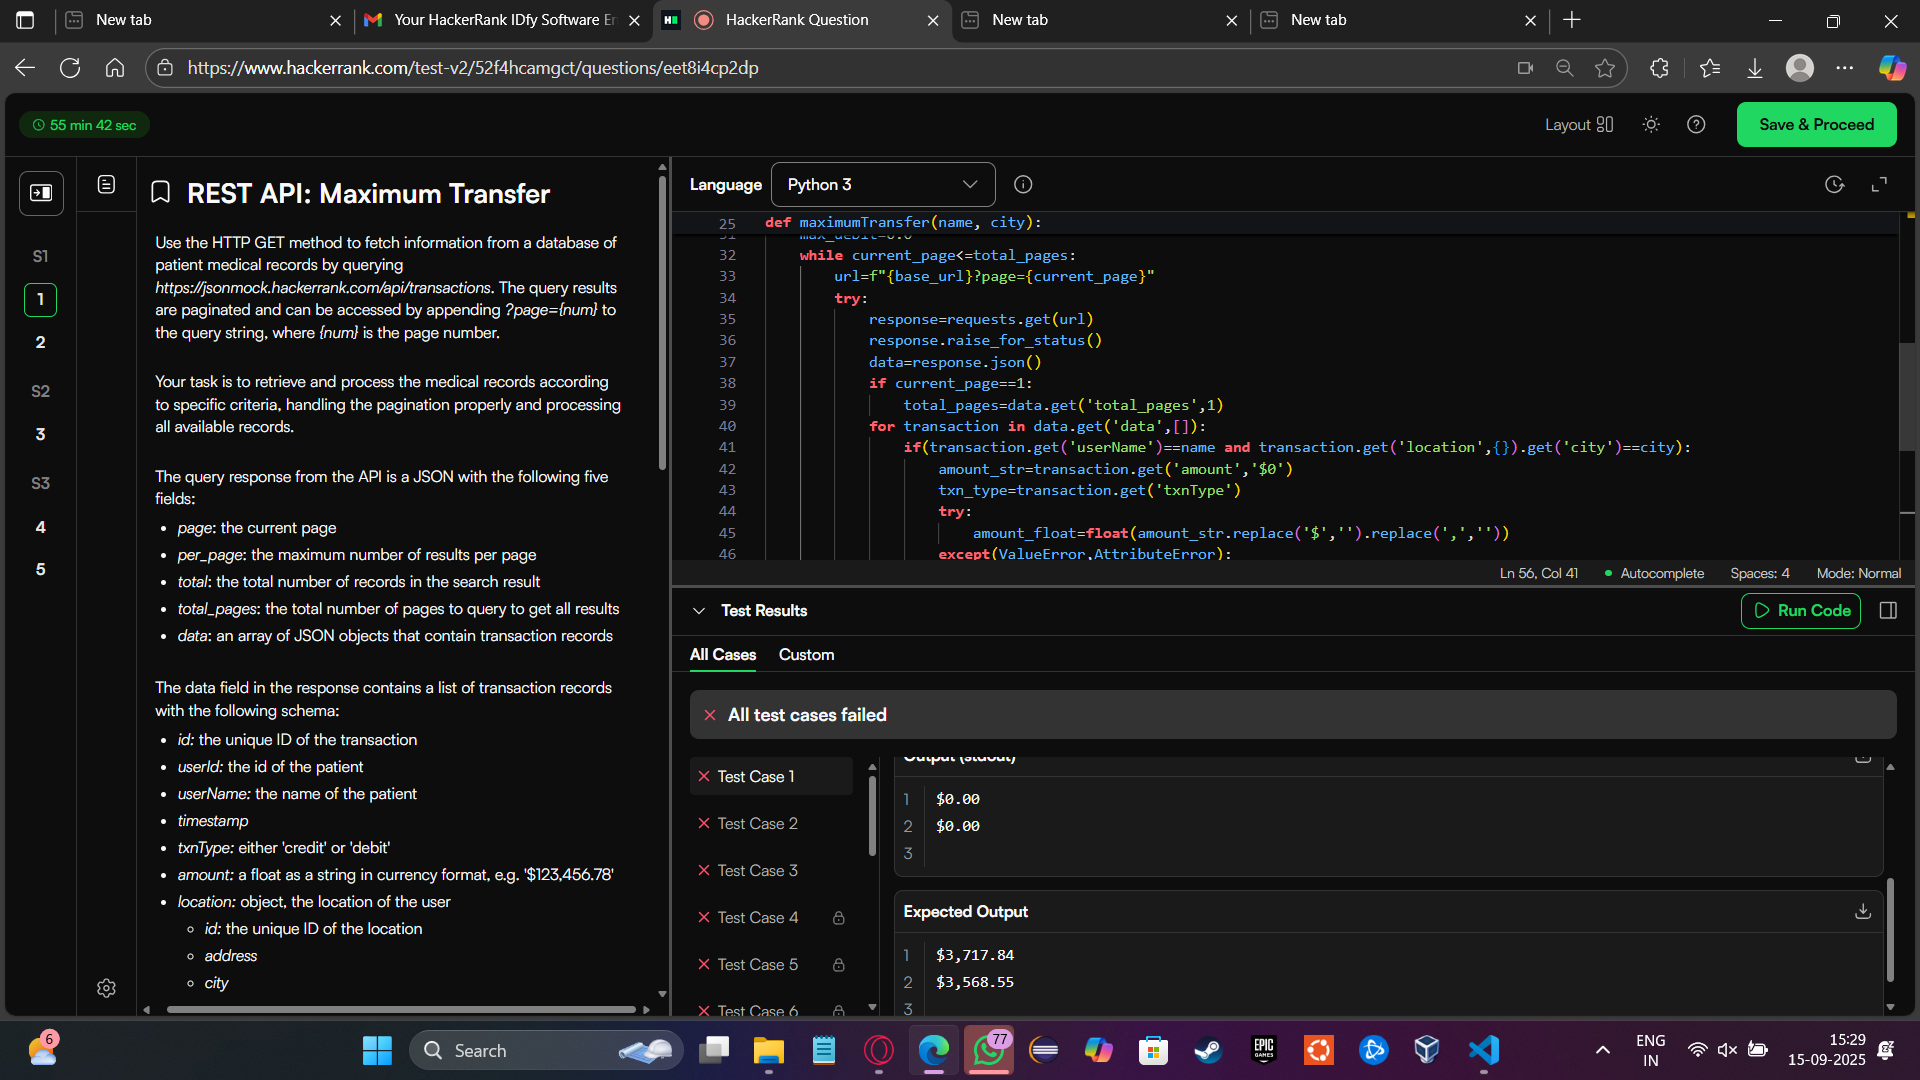 New tab
Your HackerRank IDfy Software En
HackerRank Question
New tab
New tab
https://www.hackerrank.com/test-v2/52f4hcamgct/questions/eet8i4cp2dp
55 min 42 sec
Layout
Save & Proceed
S1
1
2
S2
3
S3
4
5
REST API: Maximum Transfer
Use the HTTP GET method to fetch information from a database of
patient medical records by querying
https://jsonmock.hackerrank.com/api/transactions. The query results
are paginated and can be accessed by appending ?page={num} to
the query string, where {num} is the page number.
Your task is to retrieve and process the medical records according
to specific criteria, handling the pagination properly and processing
all available records.
The query response from the API is a JSON with the following five
fields:
• page: the current page
• per_page: the maximum number of results per page
• total: the total number of records in the search result
• total_pages: the total number of pages to query to get all results
• data: an array of JSON objects that contain transaction records
The data field in the response contains a list of transaction records
with the following schema:
• id: the unique ID of the transaction
• userId: the id of the patient
• userName: the name of the patient
• timestamp
• txnType: either 'credit' or 'debit'
• amount: a float as a string in currency format, e.g. '$123,456.78'
• location: object, the location of the user
◦ id: the unique ID of the location
◦ address
◦ city
Language
Python 3
25 def maximumTransfer(name, city):
31 max_debit=0.0
32 while current_page<=total_pages:
33 url=f"{base_url}?page={current_page}"
34 try:
35 response=requests.get(url)
36 response.raise_for_status()
37 data=response.json()
38 if current_page==1:
39 total_pages=data.get('total_pages',1)
40 for transaction in data.get('data',[]):
41 if(transaction.get('userName')==name and transaction.get('location',{}).get('city')==city):
42 amount_str=transaction.get('amount','$0')
43 txn_type=transaction.get('txnType')
44 try:
45 amount_float=float(amount_str.replace('$','').replace(',',''))
46 except(ValueError,AttributeError):
Ln 56, Col 41
Autocomplete
Spaces: 4
Mode: Normal
Test Results
Run Code
All Cases
Custom
All test cases failed
Test Case 1
Test Case 2
Test Case 3
Test Case 4
Test Case 5
Test Case 6
Output (stdout)
1 $0.00
2 $0.00
3
Expected Output
1 $3,717.84
2 $3,568.55
3
6
Search
77
EPIC GAMES
ENG
IN
15:29
15-09-2025